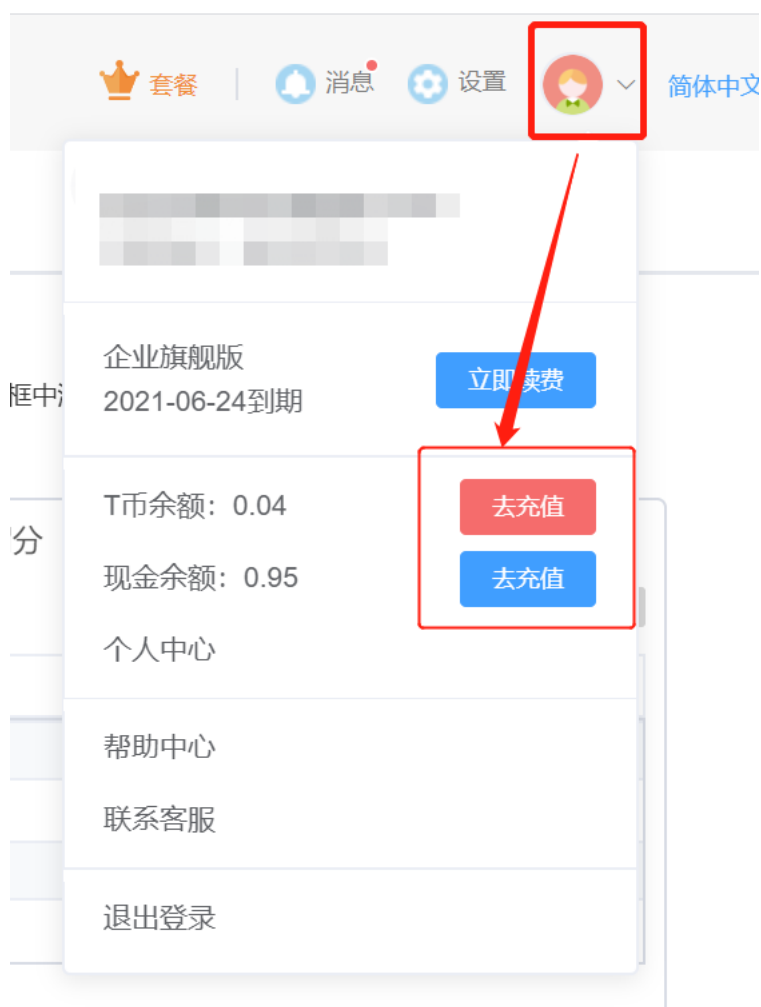 套餐 消息 设置 简体中文
企业旗舰版
立即续费
框中
2021-06-24到期
T币余额：0.04 去充值
分
现金余额：0.95 去充值
个人中心
帮助中心
联系客服
退出登录